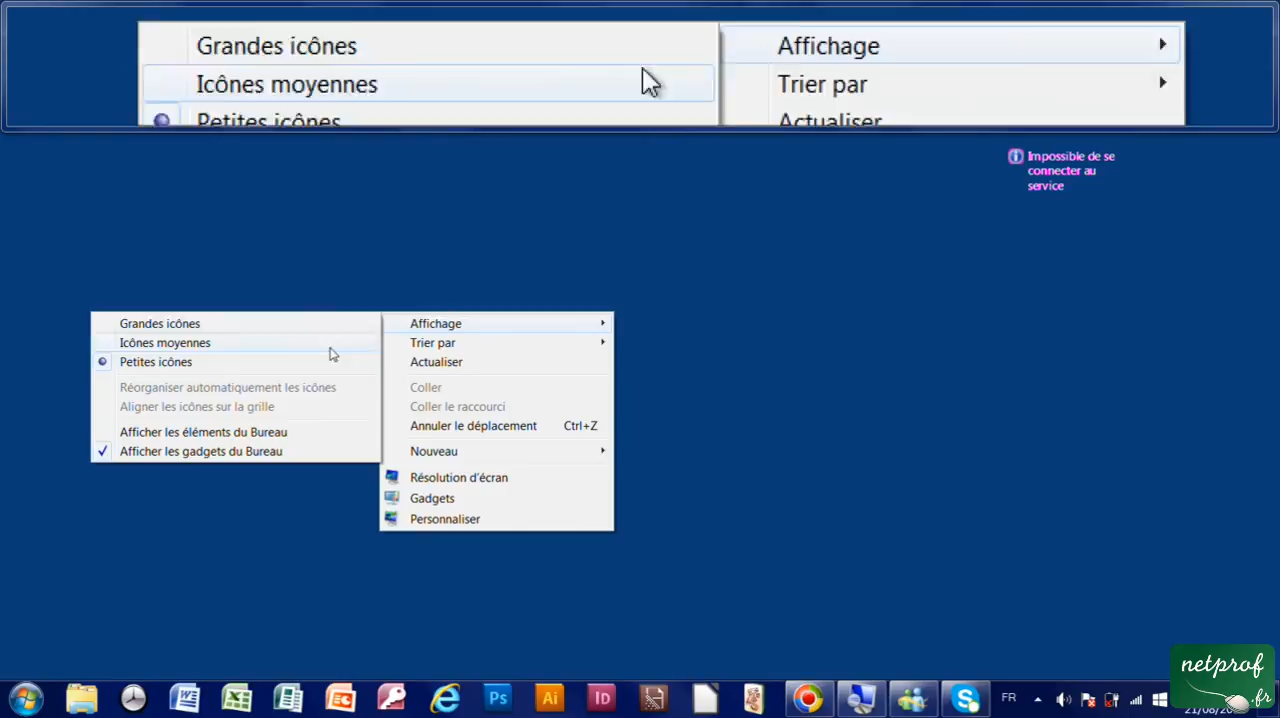 Grandes icônes
Affichage
Icônes moyennes
Trier par
Petites icônes
Actualiser
Impossible de se
connecter au
service
Grandes icônes
Icônes moyennes
Petites icônes
Réorganiser automatiquement les icônes
Aligner les icônes sur la grille
Afficher les éléments du Bureau
Afficher les gadgets du Bureau
Affichage
Trier par
Actualiser
Coller
Coller le raccourci
Annuler le déplacement Ctrl+Z
Nouveau
Résolution d'écran
Gadgets
Personnaliser
netprof
.fr
Ps
Ai
ID
FR